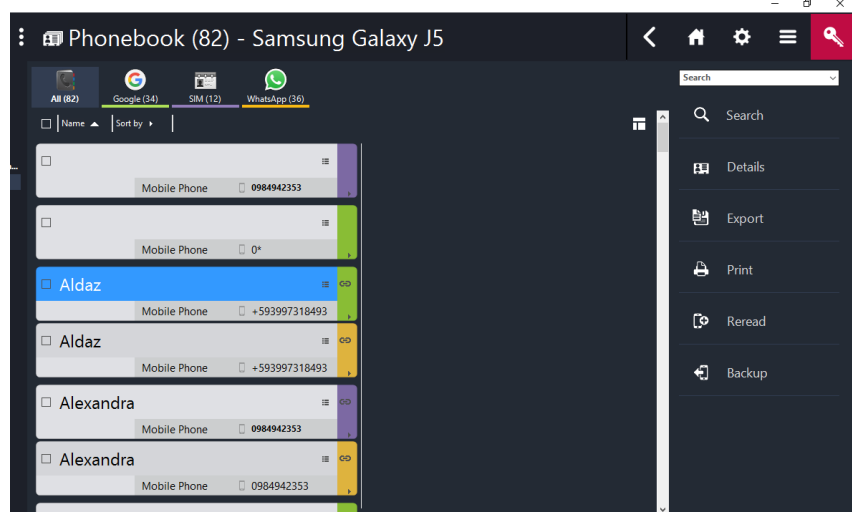 Phonebook (82) - Samsung Galaxy J5
All (82)
Google (34)
SIM (12)
WhatsApp (36)
Name
Sort by
Mobile Phone 0984942353
Mobile Phone 0*
Aldaz
Mobile Phone +593997318493
Aldaz
Mobile Phone +593997318493
Alexandra
Mobile Phone 0984942353
Alexandra
Mobile Phone 0984942353
Search
Search
Details
Export
Print
Reread
Backup